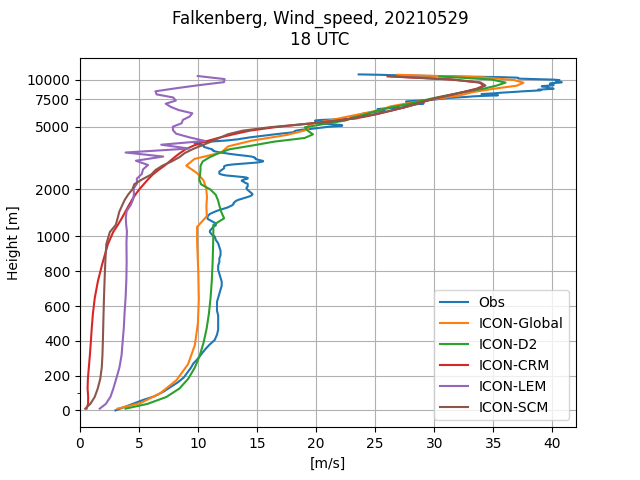 Falkenberg, Wind_speed, 20210529
18 UTC
Height [m]
10000
7500
5000
2000
1000
800
600
400
200
0
Obs
ICON-Global
ICON-D2
ICON-CRM
ICON-LEM
ICON-SCM
0 5 10 15 20 25 30 35 40
[m/s]